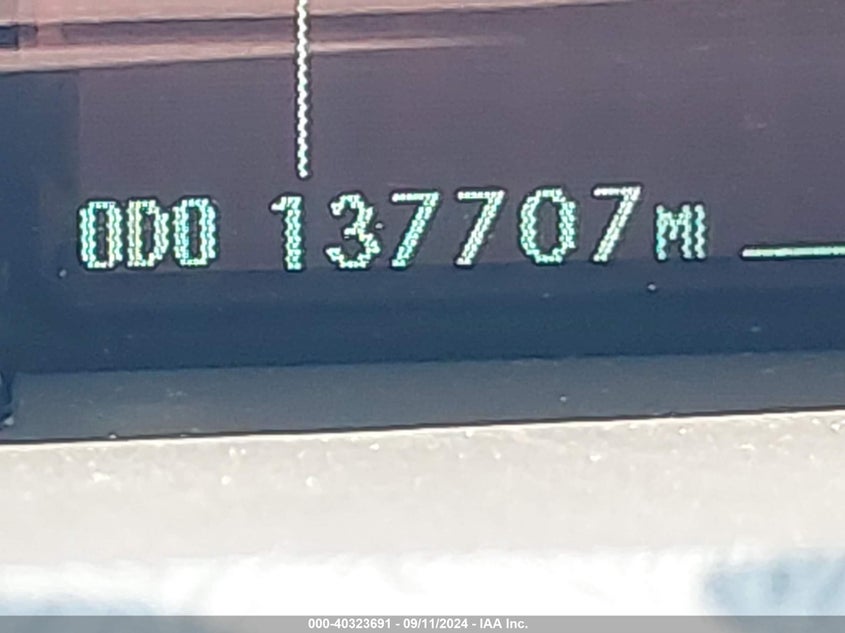 ODO 137707 MI
000-40323691 - 09/11/2024 - IAA Inc.